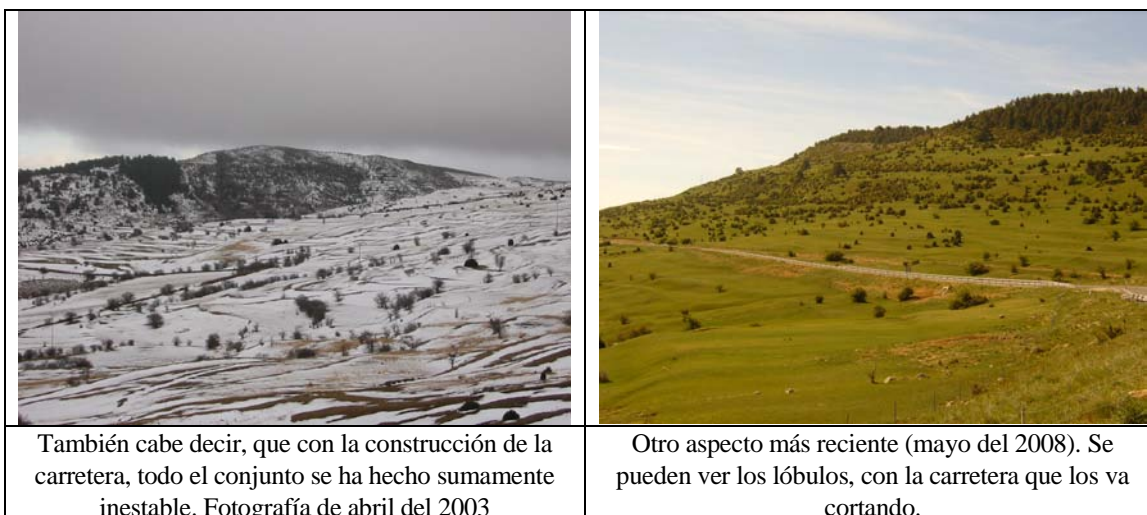 También cabe decir, que con la construcción de la
carretera, todo el conjunto se ha hecho sumamente
inestable. Fotografía de abril del 2003
Otro aspecto más reciente (mayo del 2008). Se
pueden ver los lóbulos, con la carretera que los va
cortando.